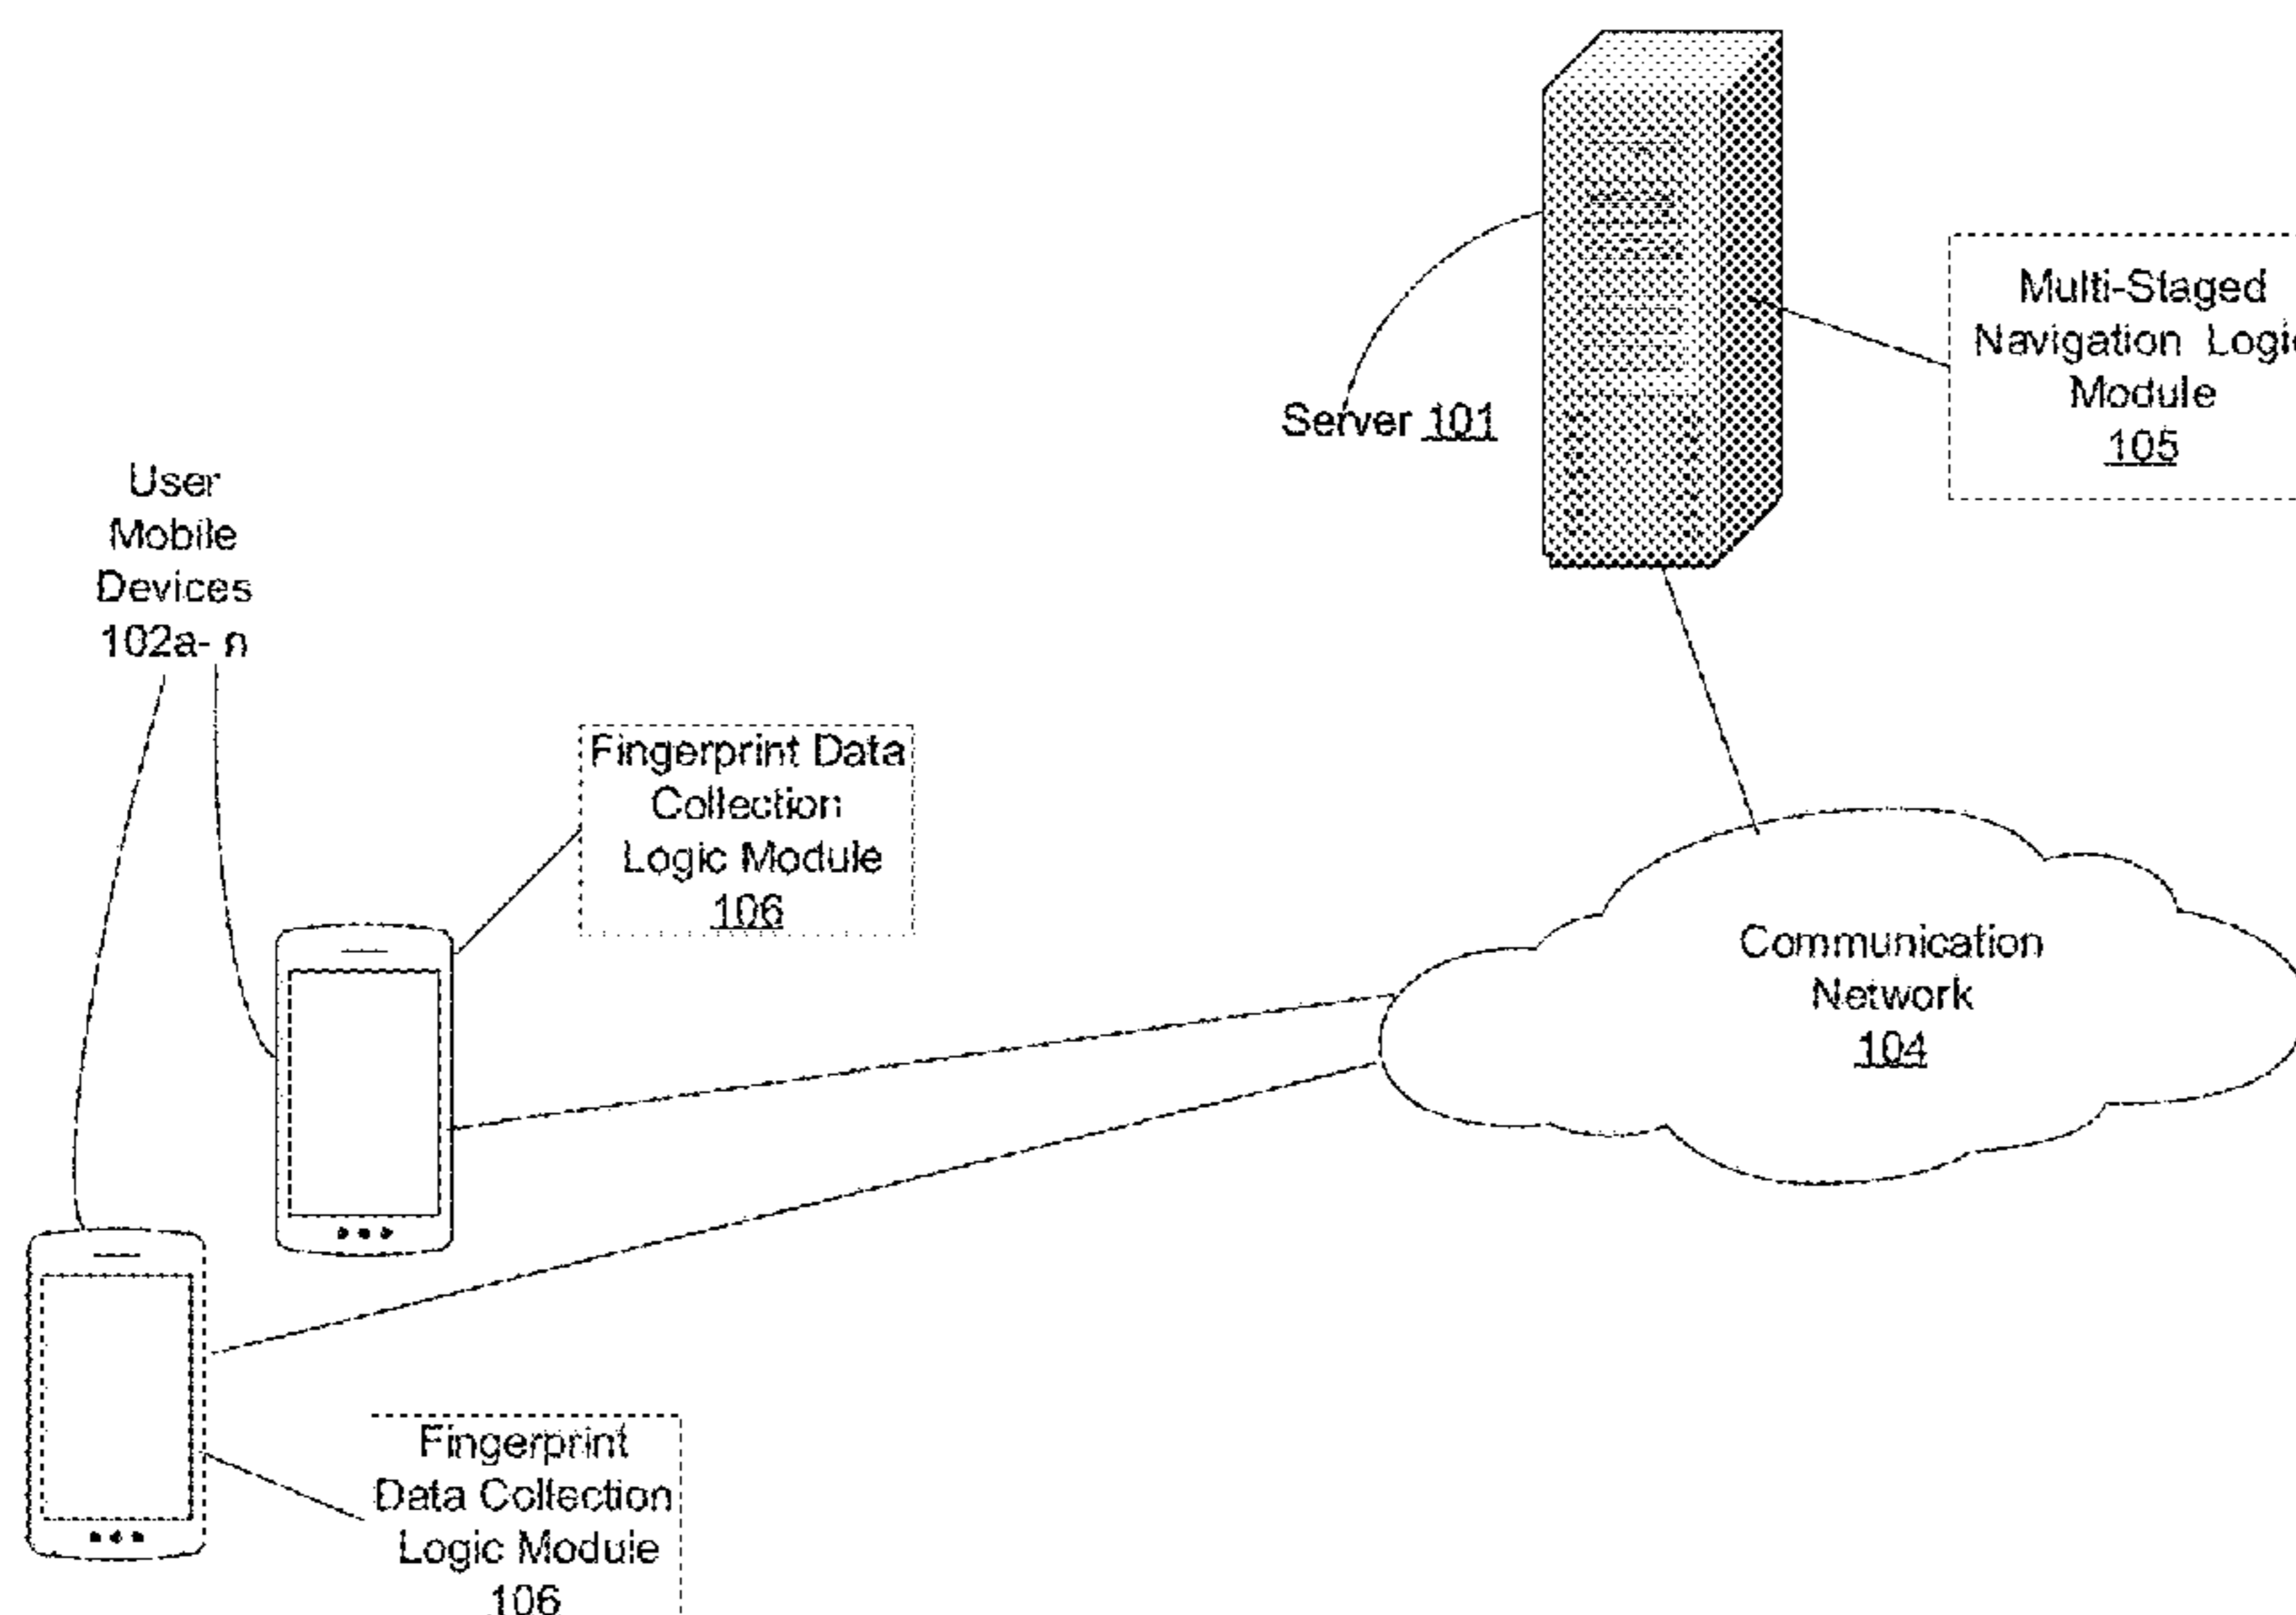 Multi-Staged
Navigation Logic
Module
105
Server 101
User
Mobile
Devices
102a- n
Fingerprint Data
Collection
Logic Module
106
Communication
Network
104
Fingerprint
Data Collection
Logic Module
106